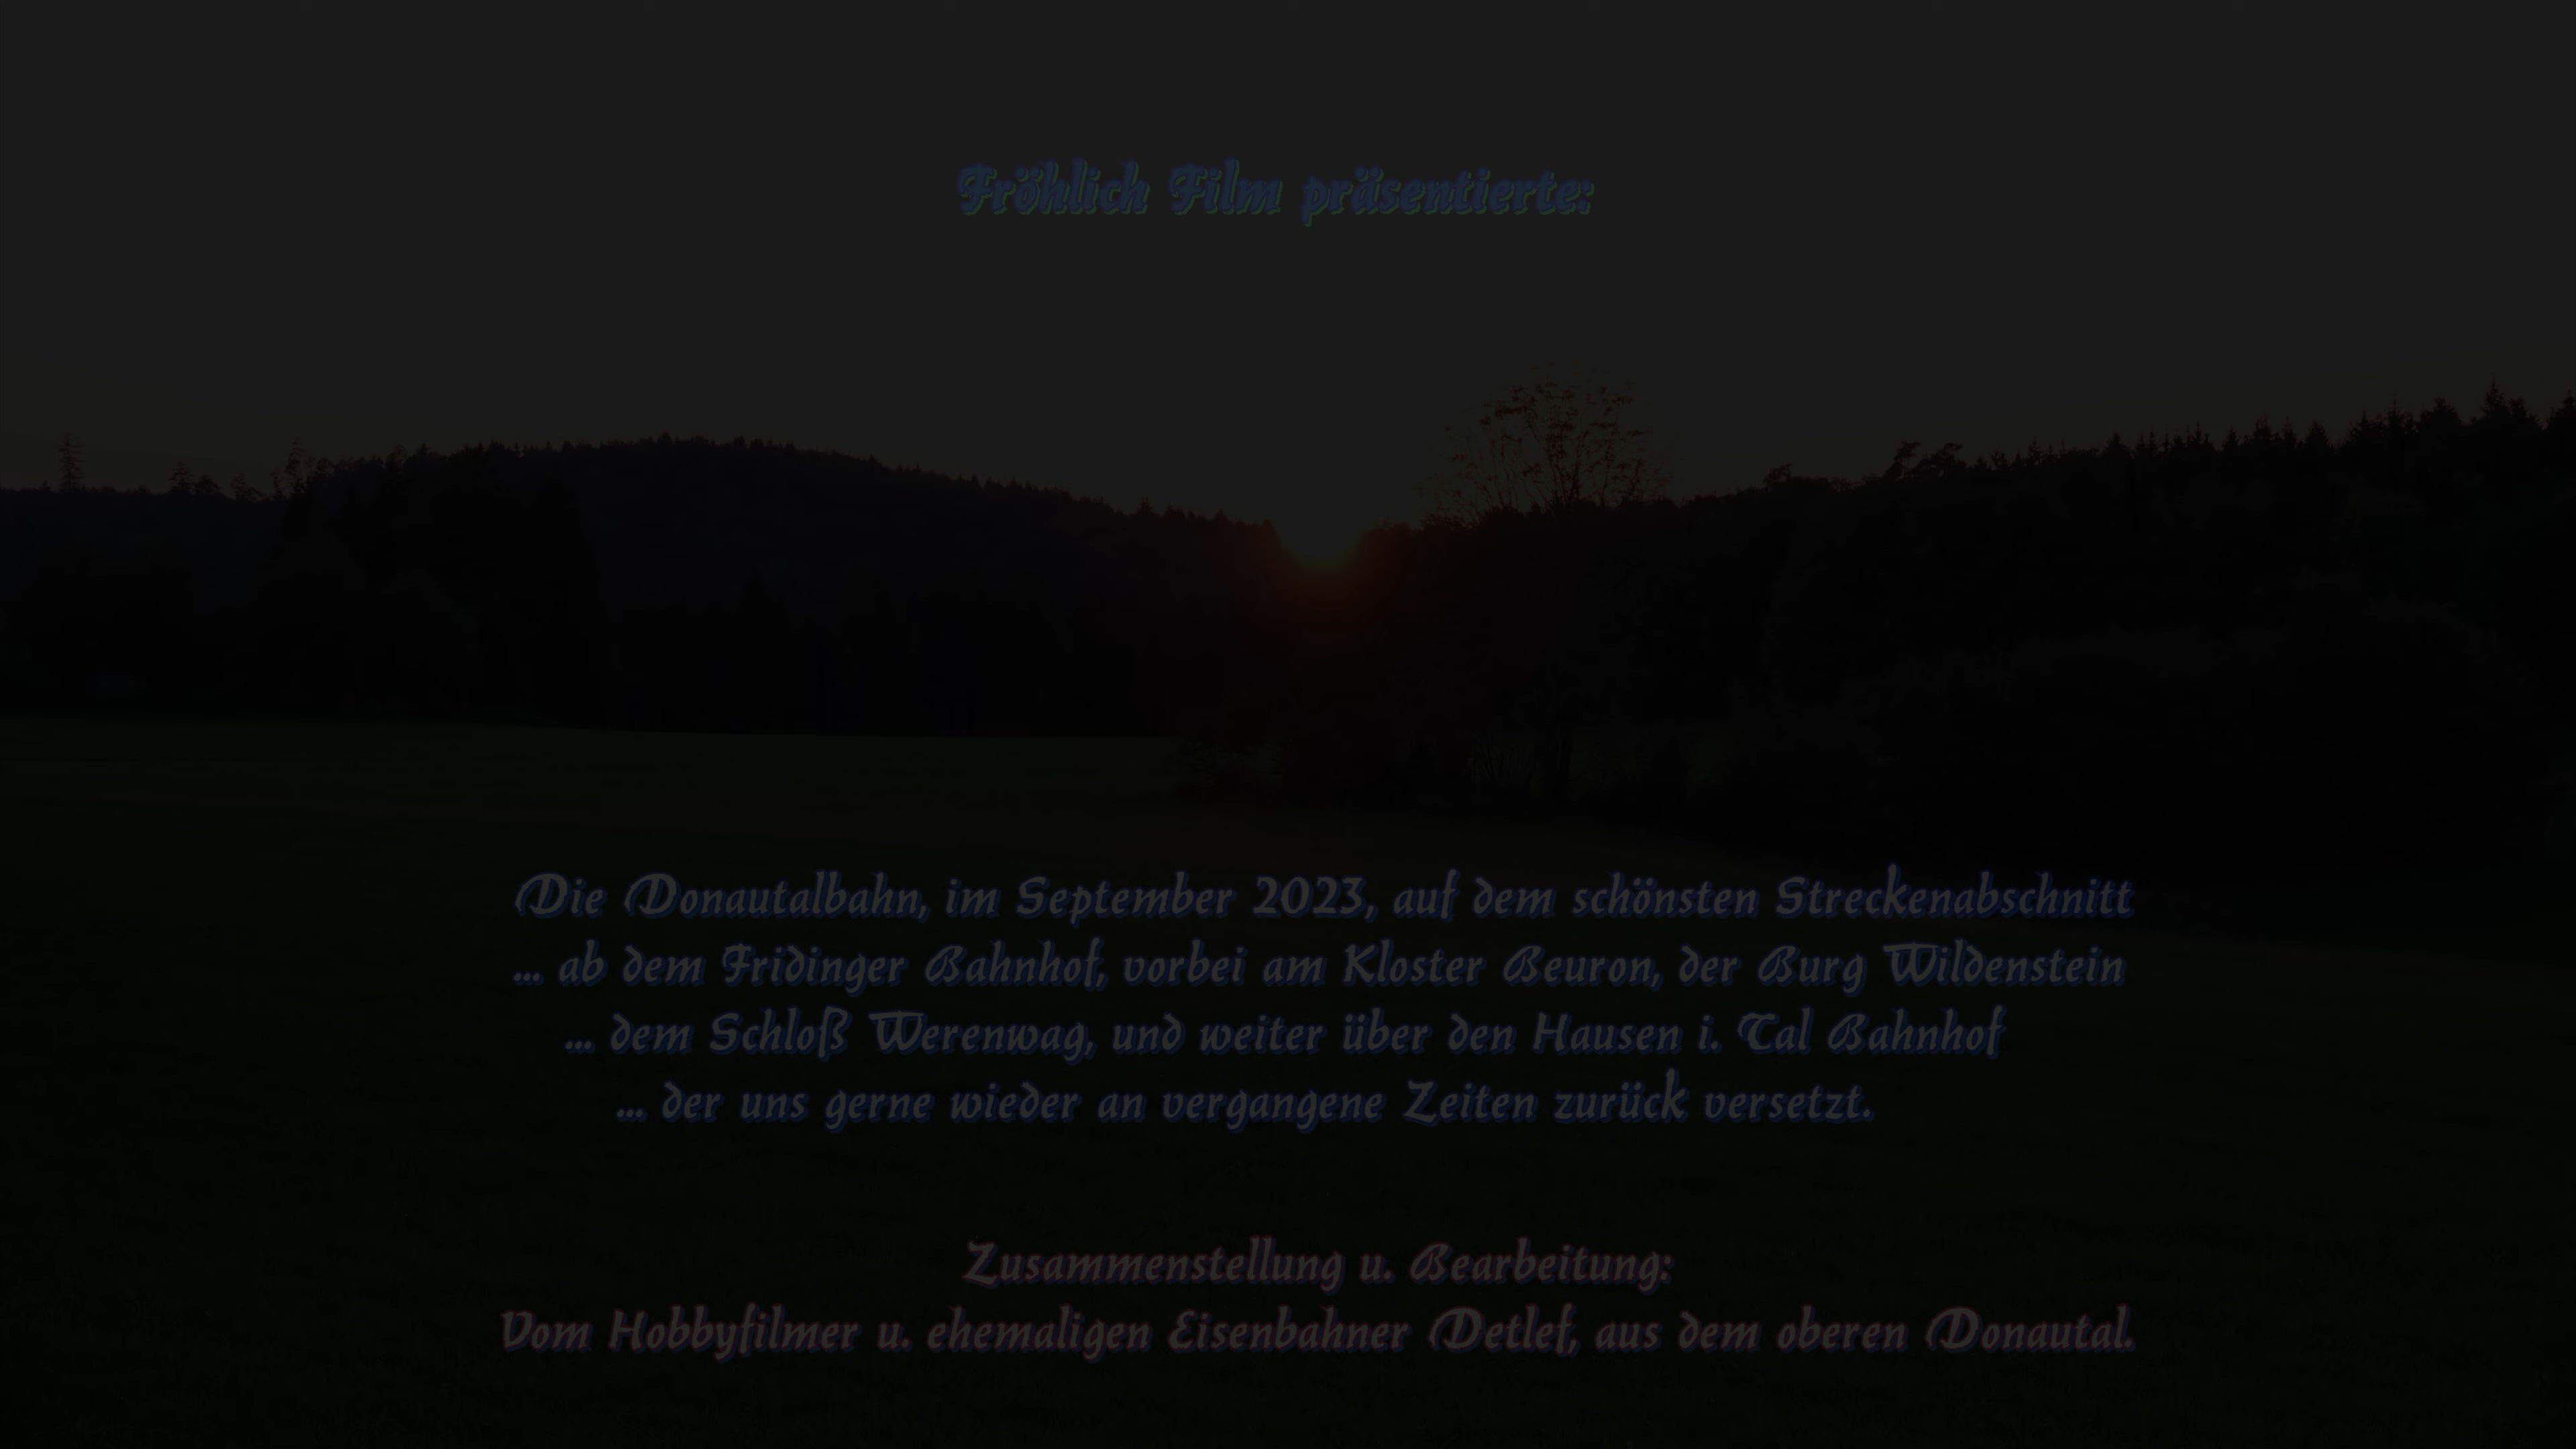 Fröhlich Film präsentierte:
Die Donautalbahn, im September 2023, auf dem schönsten Streckenabschnitt
... ab dem Fridinger Bahnhof, vorbei am Kloster Beuron, der Burg Wildenstein
... dem Schloß Werenwag, und weiter über den Hausen i. Tal Bahnhof
... der uns gerne wieder an vergangene Zeiten zurück versetzt.
Zusammenstellung u. Bearbeitung:
Vom Hobbyfilmer u. ehemaligen Eisenbahner Detlef, aus dem oberen Donautal.